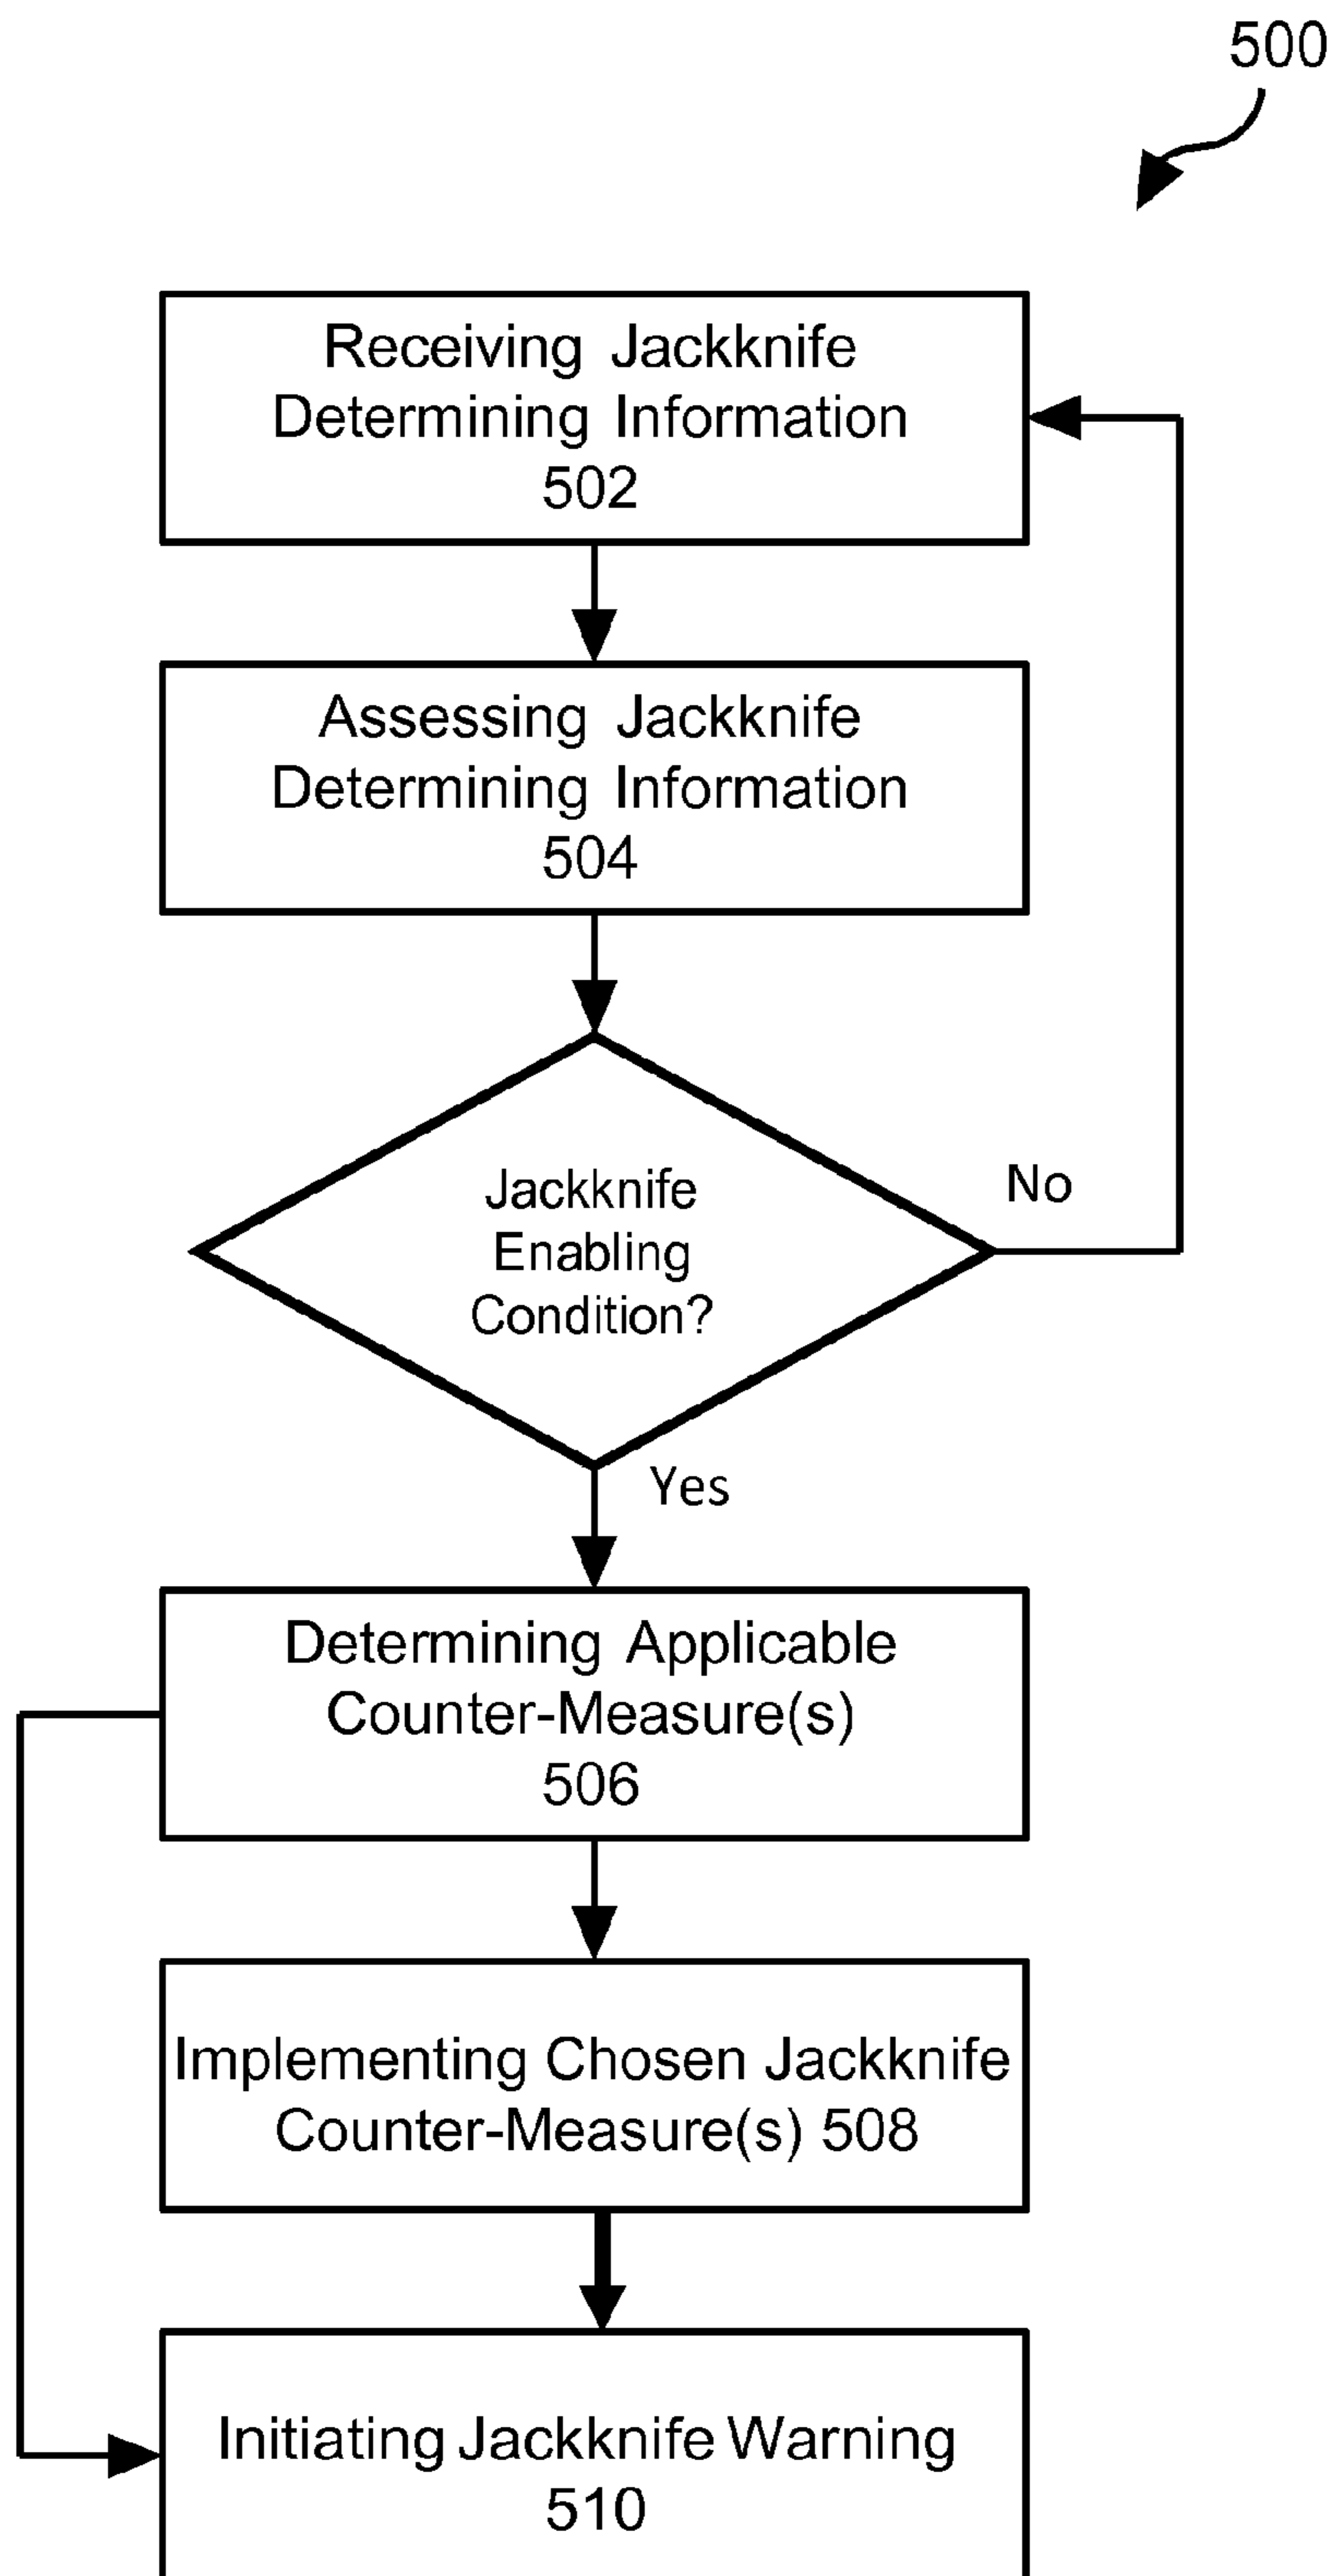 500
Receiving Jackknife
Determining Information
502
Assessing Jackknife
Determining Information
504
Jackknife
Enabling
Condition?
No
Yes
Determining Applicable
Counter-Measure(s)
506
Implementing Chosen Jackknife
Counter-Measure(s) 508
Initiating Jackknife Warning
510